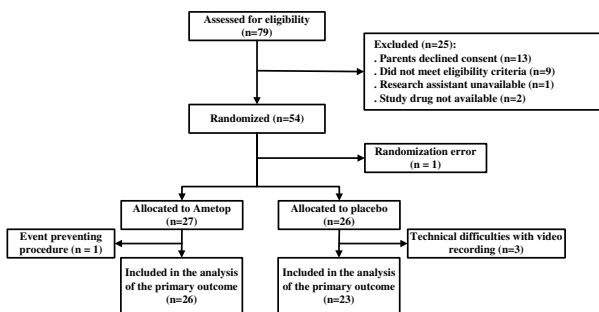 Assessed for eligibility
(n=79)
Excluded (n=25):
. Parents declined consent (n=13)
. Did not meet eligibility criteria (n=9)
. Research assistant unavailable (n=1)
. Study drug not available (n=2)
Randomized (n=54)
Randomization error
n = 1)
Allocated to Ametop
(n=27)
Allocated to placebo
(n=26)
Event preventing
procedure (n = 1)
Technical difficulties with video
recording (n=3)
Included in the analysis
of the primary outcome
(n=26)
Included in the analysis
of the primary outcome
(n=23)